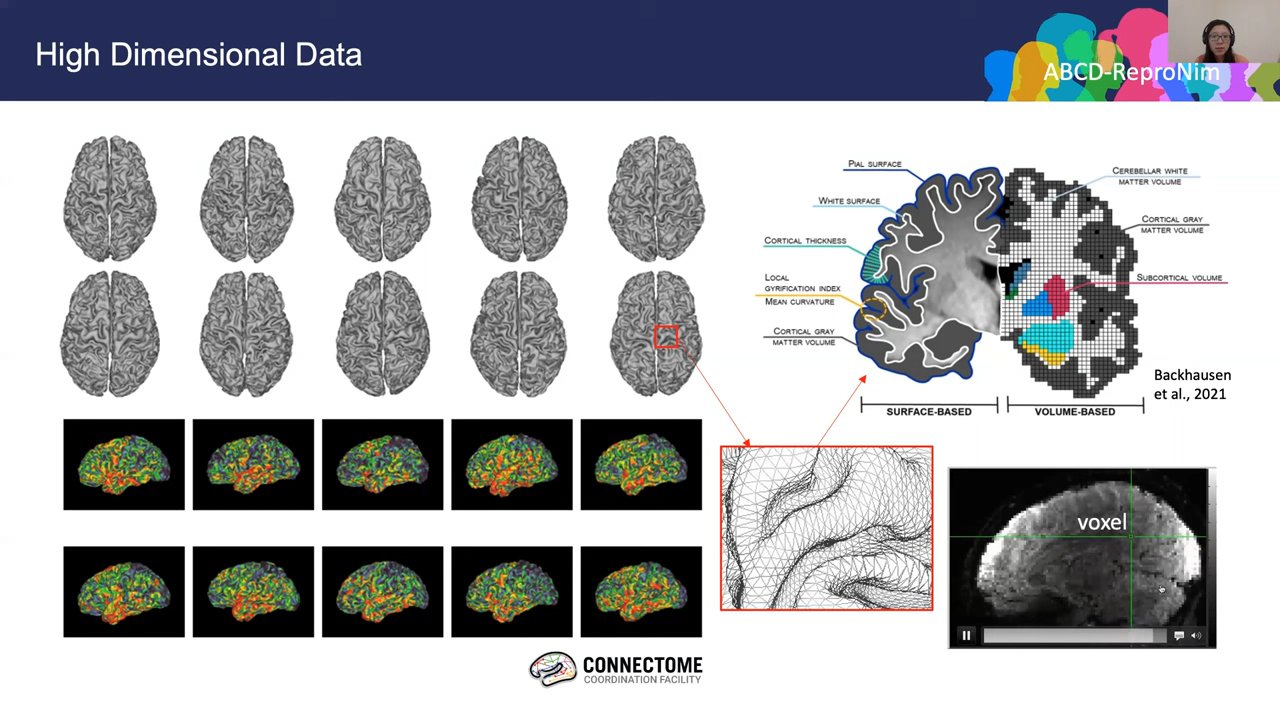 High Dimensional Data
ABCD-ReproNim
PIAL SURFACE
WHITE SURFACE
CORTICAL THICKNESS
LOCAL
GYRIFICATION INDEX
MEAN CURVATURE
CORTICAL GRAY
MATTER VOLUME
CEREBELLAR WHITE
MATTER VOLUME
CORTICAL GRAY
MATTER VOLUME
SUBCORTICAL VOLUME
SURFACE-BASED
VOLUME-BASED
Backhausen
et al., 2021
voxel
CONNECTOME
COORDINATION FACILITY